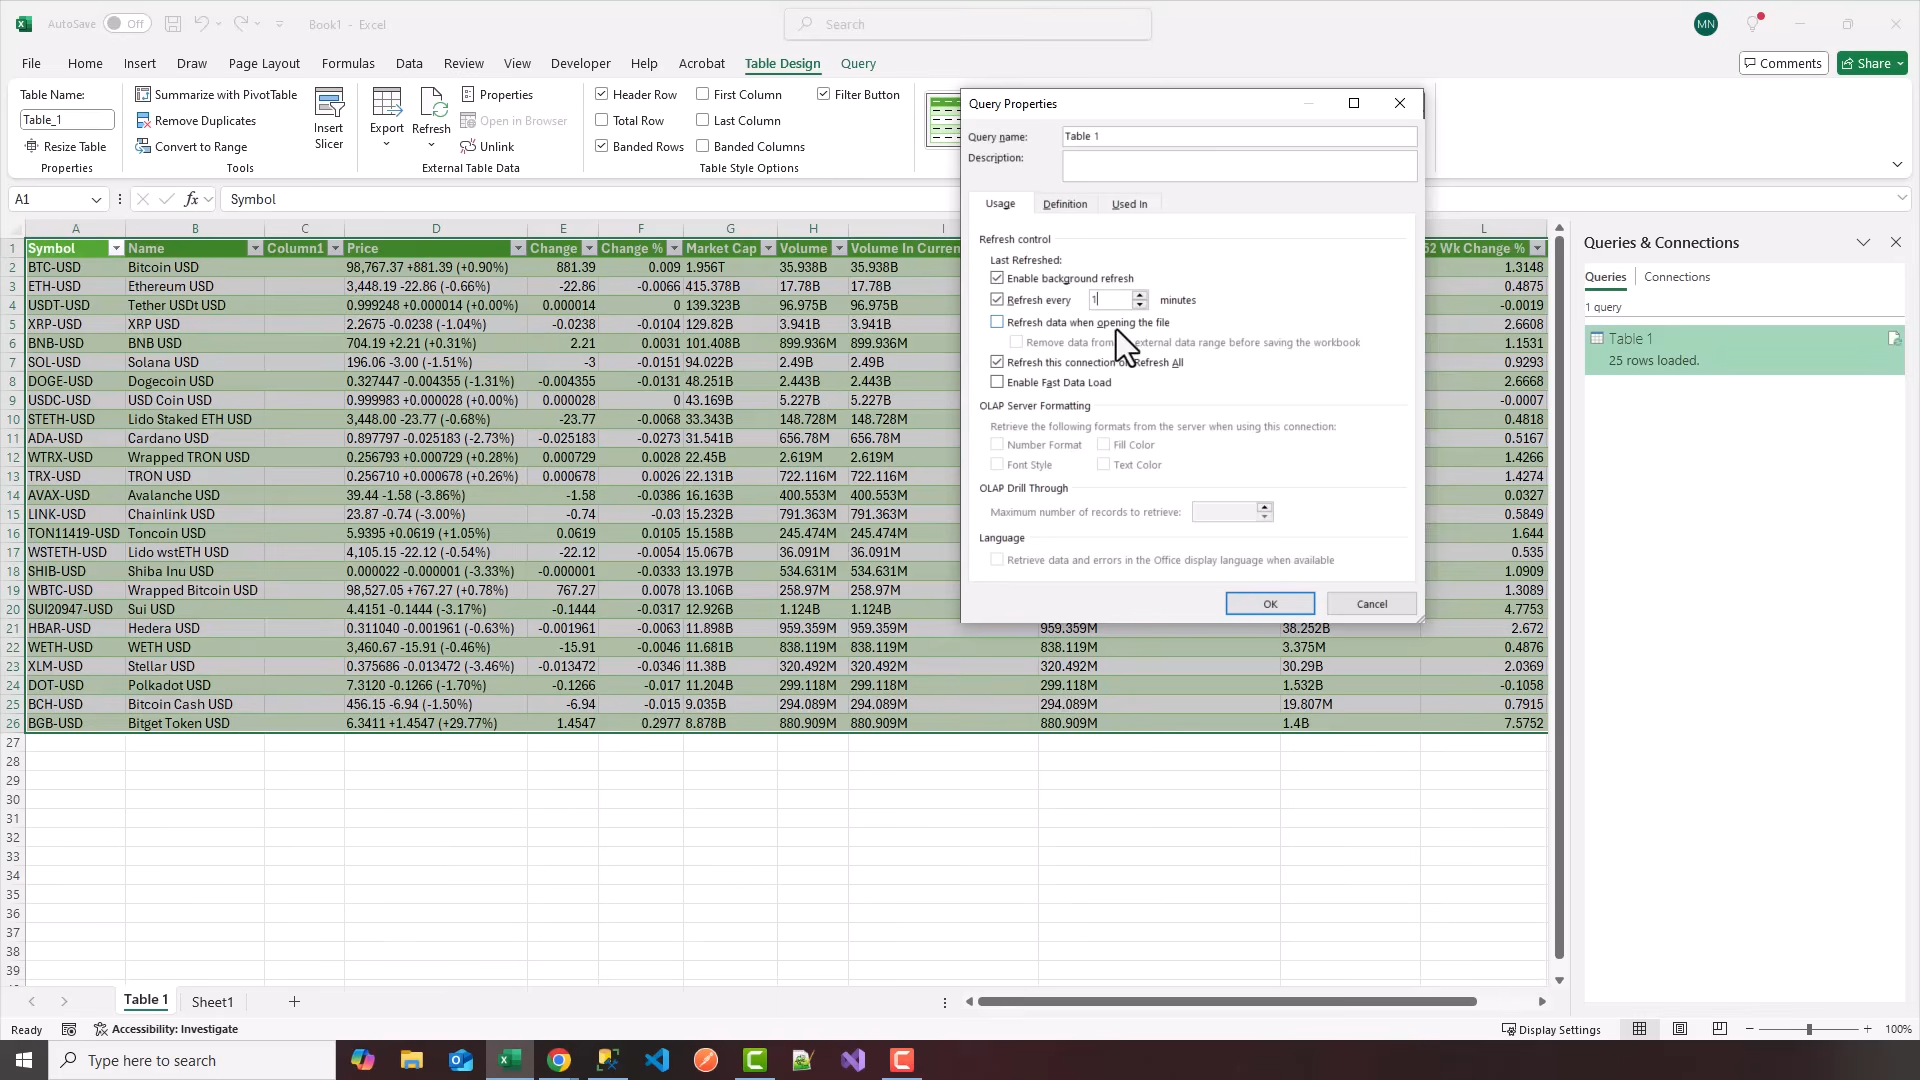 AutoSave Off Book1 - Excel Search MN
File Home Insert Draw Page Layout Formulas Data Review View Developer Help Acrobat Table Design Query Comments Share
Table Name:
Table_1
Resize Table
Properties
Summarize with PivotTable
Remove Duplicates
Convert to Range
Tools
Insert
Slicer
Export
Refresh
Properties
Open in Browser
Unlink
External Table Data
Header Row First Column Filter Button
Total Row Last Column
Banded Rows Banded Columns
Table Style Options
A1 fx Symbol
A B C D E F G H I L
1 Symbol Name Column1 Price Change Change % Market Cap Volume Volume In Curren 52 Wk Change %
2 BTC-USD Bitcoin USD 98,767.37 +881.39 (+0.90%) 881.39 0.009 1.956T 35.938B 35.938B 1.3148
3 ETH-USD Ethereum USD 3,448.19 -22.86 (-0.66%) -22.86 -0.0066 415.378B 17.78B 17.78B 0.4875
4 USDT-USD Tether USDt USD 0.999248 +0.000014 (+0.00%) 0.000014 0 139.323B 96.975B 96.975B -0.0019
5 XRP-USD XRP USD 2.2675 -0.0238 (-1.04%) -0.0238 -0.0104 129.82B 3.941B 3.941B 2.6608
6 BNB-USD BNB USD 704.19 +2.21 (+0.31%) 2.21 0.0031 101.408B 899.936M 899.936M 1.1531
7 SOL-USD Solana USD 196.06 -3.00 (-1.51%) -3 -0.0151 94.022B 2.49B 2.49B 0.9293
8 DOGE-USD Dogecoin USD 0.327447 -0.004355 (-1.31%) -0.004355 -0.0131 48.251B 2.443B 2.443B 2.6668
9 USDC-USD USD Coin USD 0.999983 +0.000028 (+0.00%) 0.000028 0 43.169B 5.227B 5.227B -0.0007
10 STETH-USD Lido Staked ETH USD 3,448.00 -23.77 (-0.68%) -23.77 -0.0068 33.343B 148.728M 148.728M 0.4818
11 ADA-USD Cardano USD 0.897797 -0.025183 (-2.73%) -0.025183 -0.0273 31.541B 656.78M 656.78M 0.5167
12 WTRX-USD Wrapped TRON USD 0.256793 +0.000729 (+0.28%) 0.000729 0.0028 22.45B 2.619M 2.619M 1.4266
13 TRX-USD TRON USD 0.256710 +0.000678 (+0.26%) 0.000678 0.0026 22.131B 722.116M 722.116M 1.4274
14 AVAX-USD Avalanche USD 39.44 -1.58 (-3.86%) -1.58 -0.0386 16.163B 400.553M 400.553M 0.0327
15 LINK-USD Chainlink USD 23.87 -0.74 (-3.00%) -0.74 -0.03 15.232B 791.363M 791.363M 0.5849
16 TON11419-USD Toncoin USD 5.9395 +0.0619 (+1.05%) 0.0619 0.0105 15.158B 245.474M 245.474M 1.644
17 WSTETH-USD Lido wstETH USD 4,105.15 -22.12 (-0.54%) -22.12 -0.0054 15.067B 36.091M 36.091M 0.535
18 SHIB-USD Shiba Inu USD 0.000022 -0.000001 (-3.33%) -0.000001 -0.0333 13.197B 534.631M 534.631M 1.0909
19 WBTC-USD Wrapped Bitcoin USD 98,527.05 +767.27 (+0.78%) 767.27 0.0078 13.106B 258.97M 258.97M 1.3089
20 SUI20947-USD Sui USD 4.4151 -0.1444 (-3.17%) -0.1444 -0.0317 12.926B 1.124B 1.124B 4.7753
21 HBAR-USD Hedera USD 0.311040 -0.001961 (-0.63%) -0.001961 -0.0063 11.898B 959.359M 959.359M 959.359M 38.252B 2.672
22 WETH-USD WETH USD 3,460.67 -15.91 (-0.46%) -15.91 -0.0046 11.681B 838.119M 838.119M 838.119M 3.375M 0.4876
23 XLM-USD Stellar USD 0.375686 -0.013472 (-3.46%) -0.013472 -0.0346 11.38B 320.492M 320.492M 320.492M 30.29B 2.0369
24 DOT-USD Polkadot USD 7.3120 -0.1266 (-1.70%) -0.1266 -0.017 11.204B 299.118M 299.118M 299.118M 1.532B -0.1058
25 BCH-USD Bitcoin Cash USD 456.15 -6.94 (-1.50%) -6.94 -0.015 9.035B 294.089M 294.089M 294.089M 19.807M 0.7915
26 BGB-USD Bitget Token USD 6.3411 +1.4547 (+29.77%) 1.4547 0.2977 8.878B 880.909M 880.909M 880.909M 1.4B 7.5752
27
28
29
30
31
32
33
34
35
36
37
38
39
Query Properties
Query name: Table 1
Description:
Usage Definition Used In
Refresh control
Last Refreshed:
Enable background refresh
Refresh every 1 minutes
Refresh data when opening the file
Remove data from external data range before saving the workbook
Refresh this connection on Refresh All
Enable Fast Data Load
OLAP Server Formatting
Retrieve the following formats from the server when using this connection:
Number Format Fill Color
Font Style Text Color
OLAP Drill Through
Maximum number of records to retrieve:
Language
Retrieve data and errors in the Office display language when available
OK Cancel
Queries & Connections
Queries Connections
1 query
Table 1
25 rows loaded.
Table 1 Sheet1
Ready Accessibility: Investigate Display Settings 100%
Type here to search